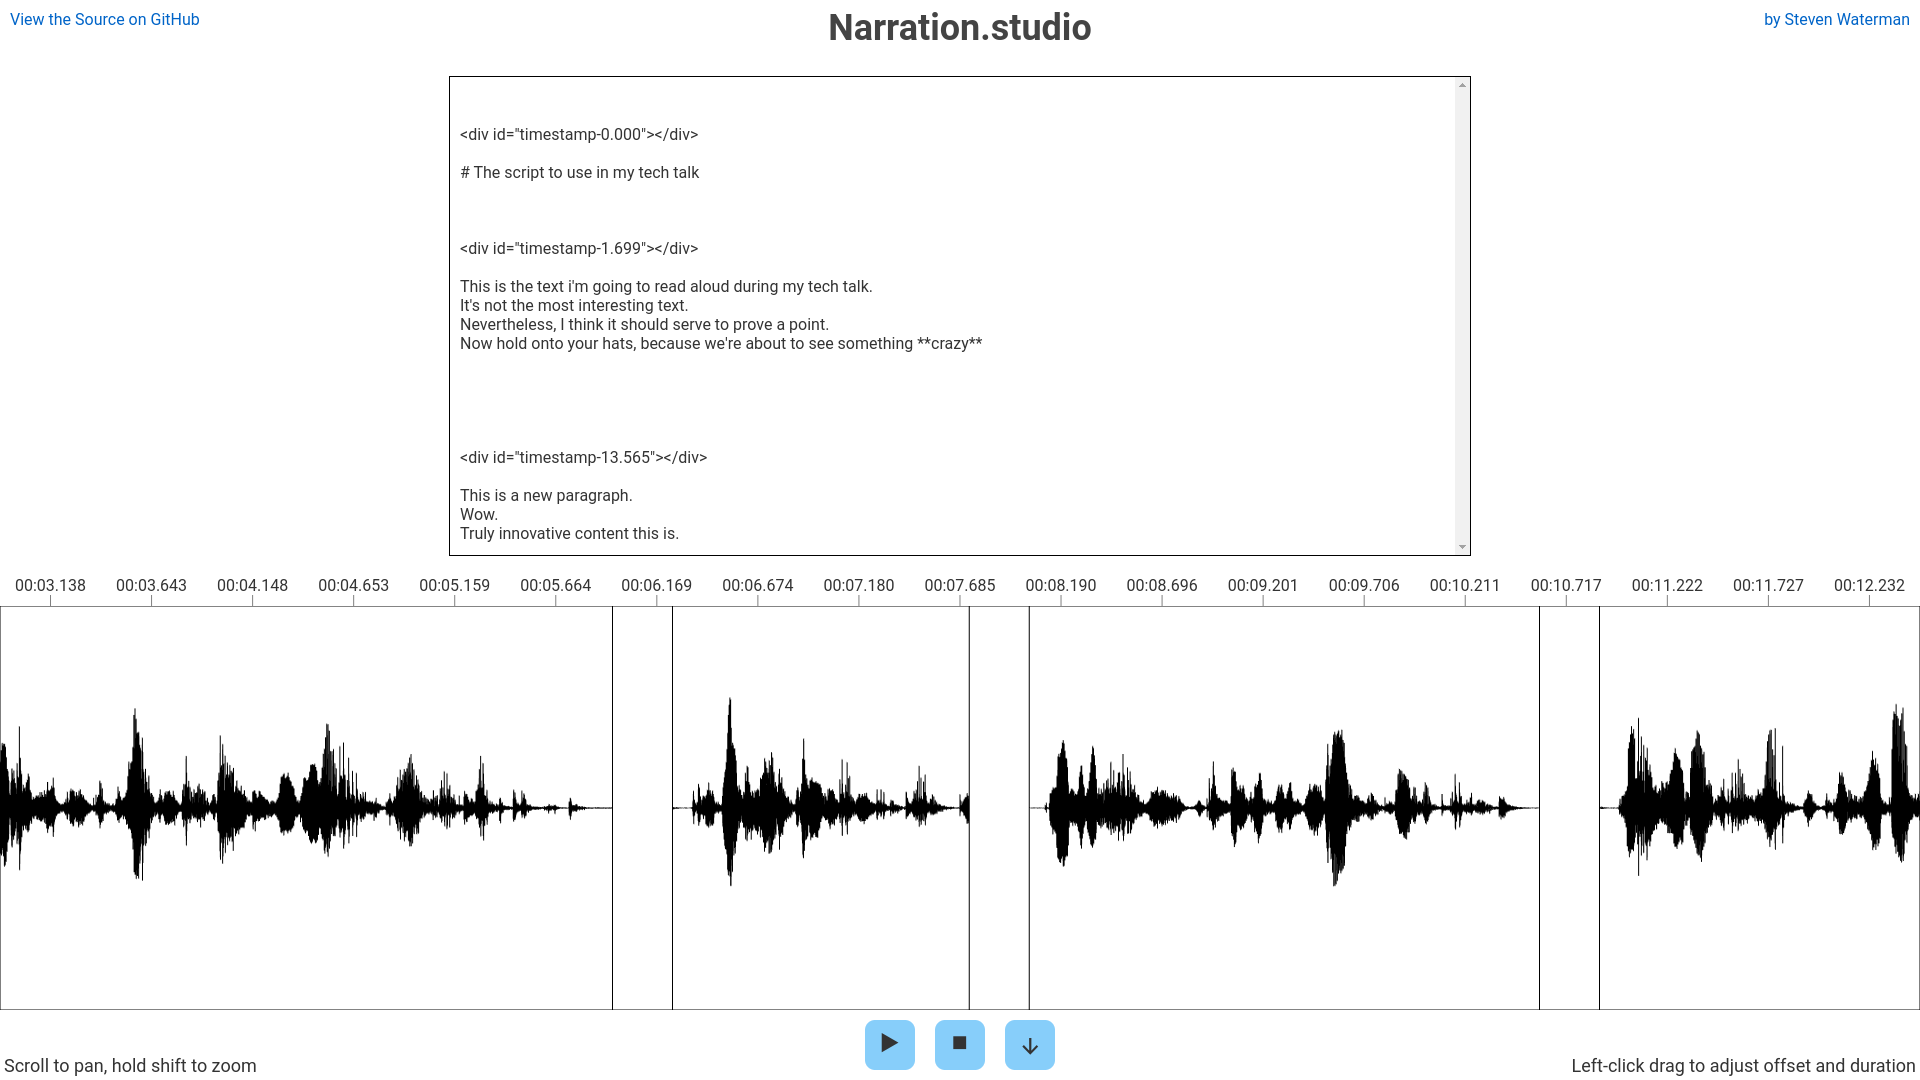 View the Source on GitHub
Narration.studio
by Steven Waterman
<div id="timestamp-0.000"></div>
# The script to use in my tech talk
<div id="timestamp-1.699"></div>
This is the text i'm going to read aloud during my tech talk.
It's not the most interesting text.
Nevertheless, I think it should serve to prove a point.
Now hold onto your hats, because we're about to see something **crazy**
<div id="timestamp-13.565"></div>
This is a new paragraph.
Wow.
Truly innovative content this is.
00:03.138 00:03.643 00:04.148 00:04.653 00:05.159 00:05.664 00:06.169 00:06.674 00:07.180 00:07.685 00:08.190 00:08.696 00:09.201 00:09.706 00:10.211 00:10.717 00:11.222 00:11.727 00:12.232
Scroll to pan, hold shift to zoom
Left-click drag to adjust offset and duration